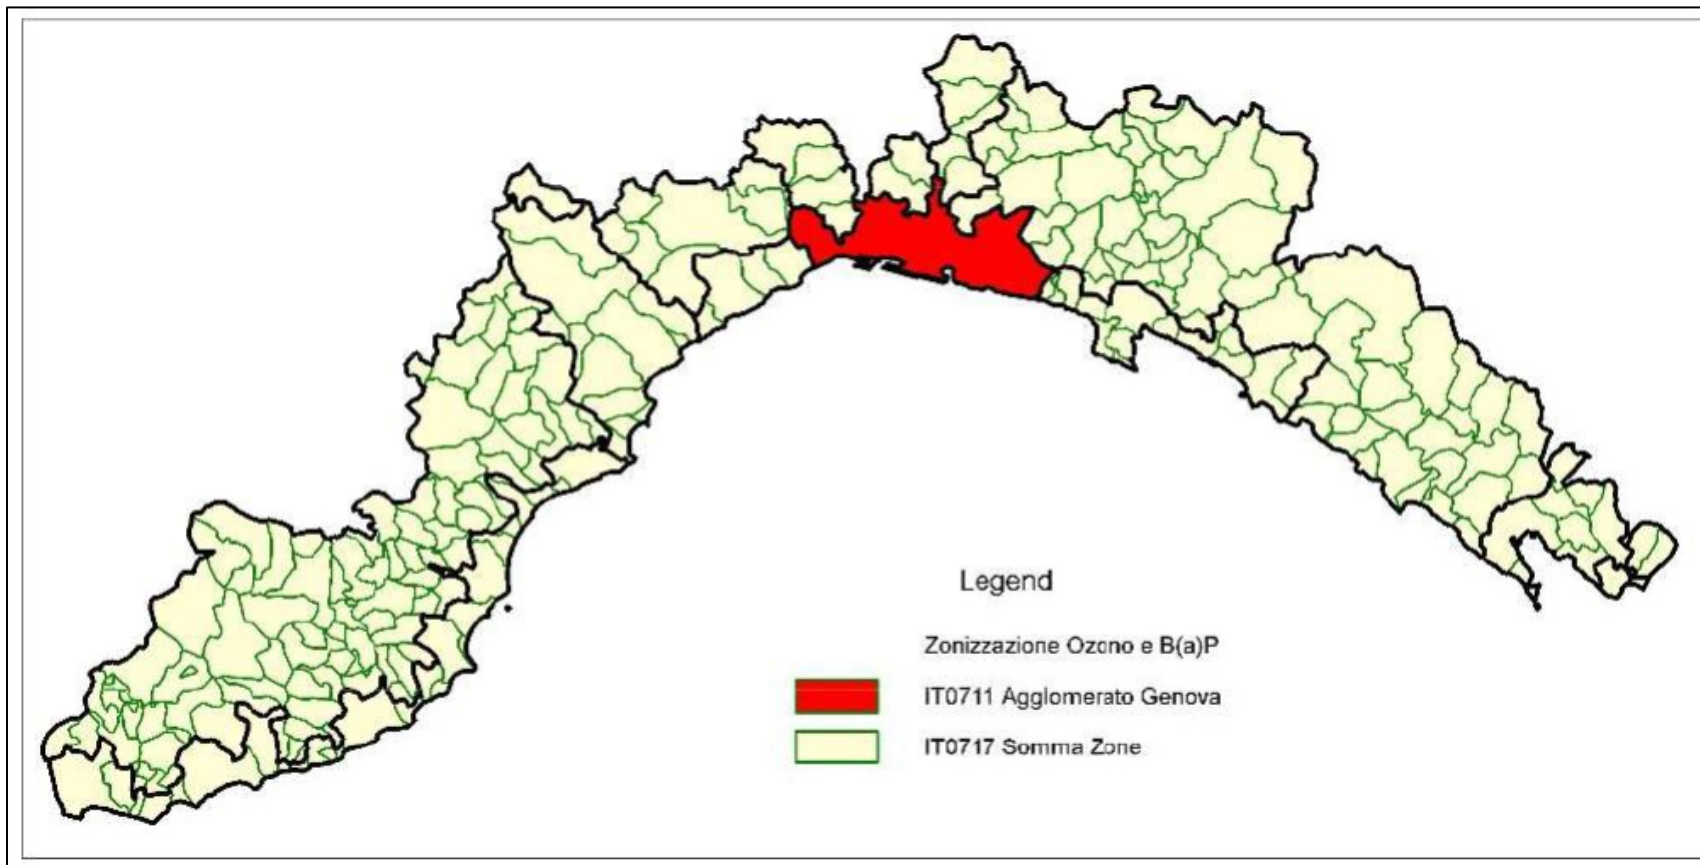 Legend
Zonizzazione Ozono e B(a)P
IT0711 Agglomerato Genova
IT0717 Somma Zone